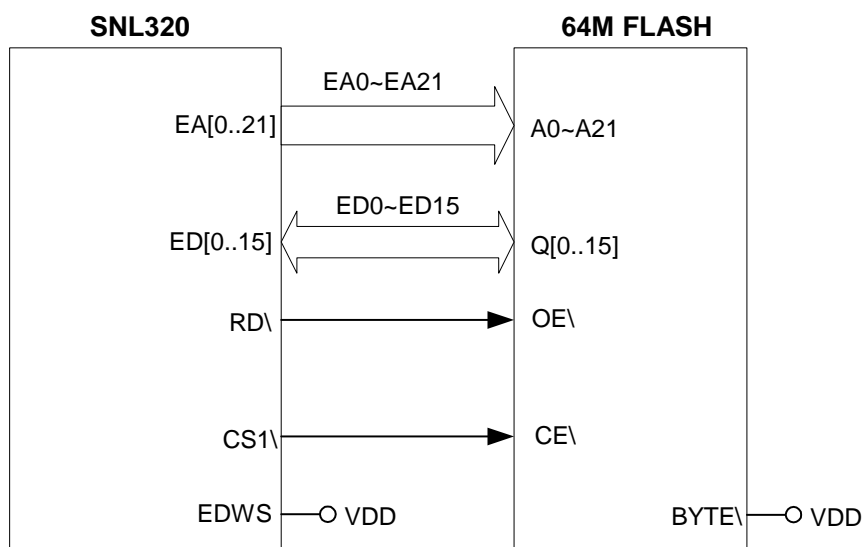 SNL320
64M FLASH
EA0~EA21
EA[0..21]
A0~A21
ED0~ED15
ED[0..15]
Q[0..15]
RD\
OE\
CS1\
CE\
EDWS
VDD
BYTE\
VDD